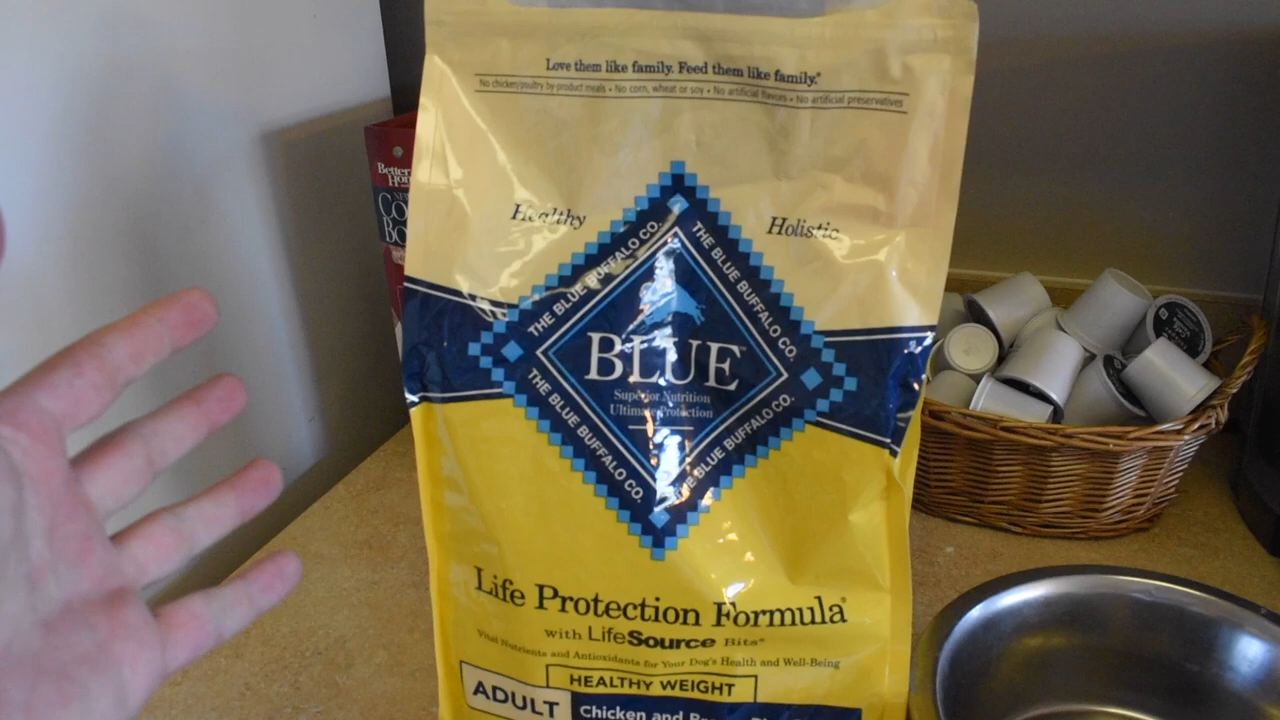 Love them like family. Feed them like family.®
No chicken/poultry by-product meals • No corn, wheat or soy • No artificial flavors • No artificial preservatives
Healthy
Holistic
THE BLUE BUFFALO CO.
THE BLUE BUFFALO CO.
BLUE™
Superior Nutrition
Ultimate Protection
THE BLUE BUFFALO CO.
THE BLUE BUFFALO CO.
Life Protection Formula®
with LifeSource Bits®
Vital Nutrients and Antioxidants for Your Dog's Health and Well-Being
HEALTHY WEIGHT
ADULT
Chicken and
Better